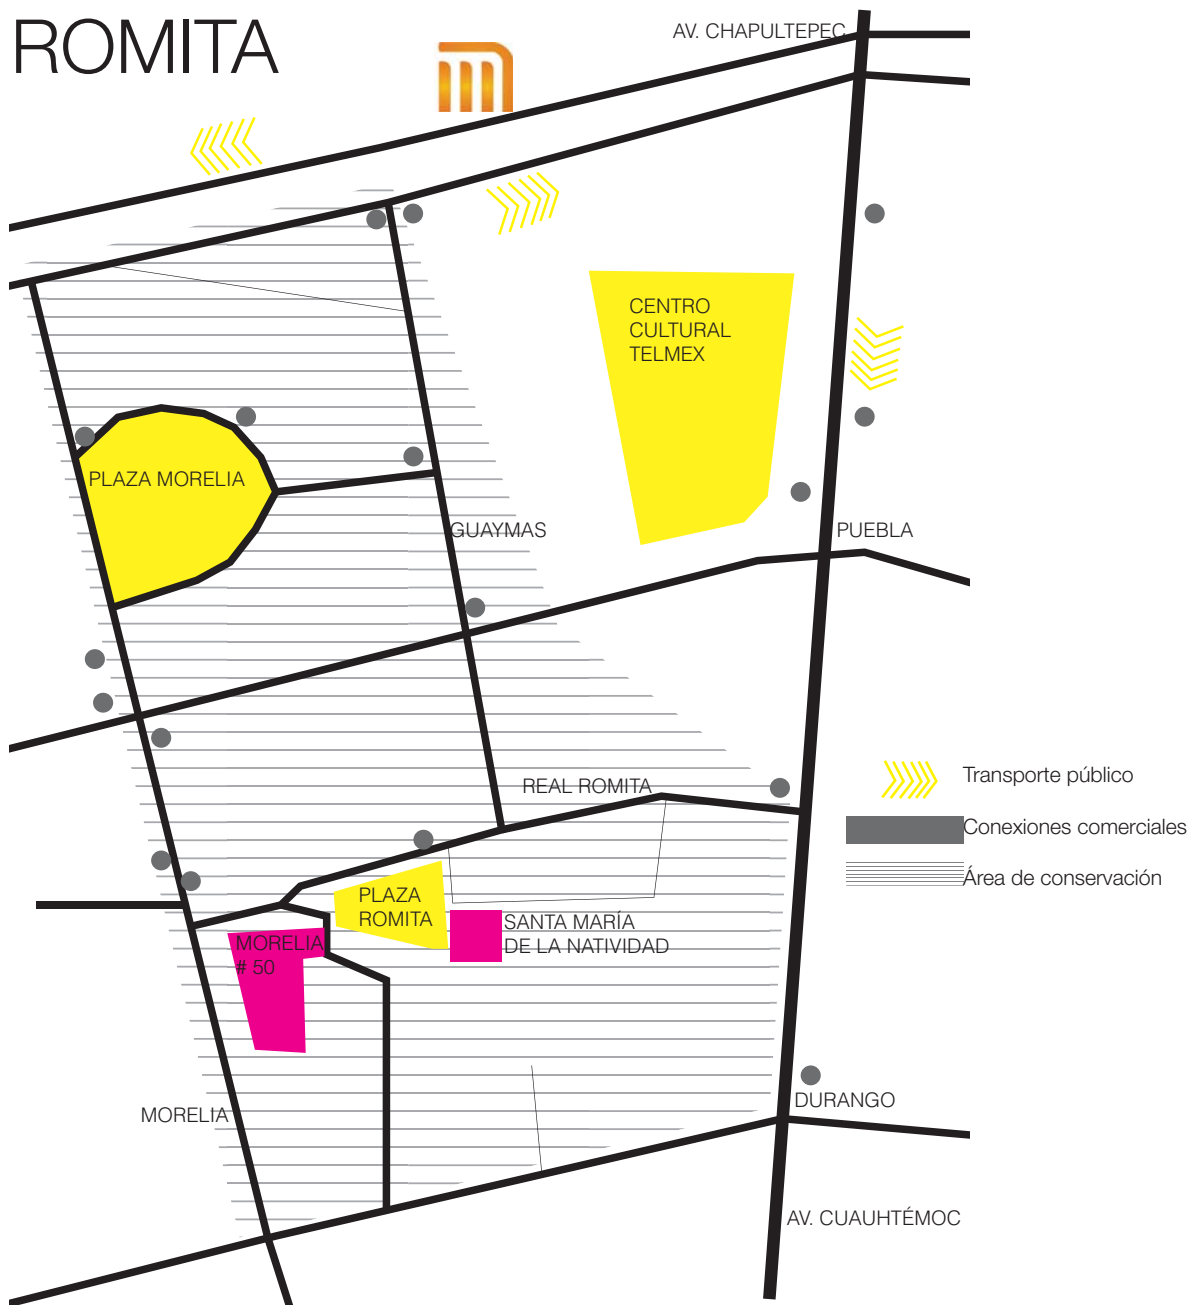 ROMITA
AV. CHAPULTEPEC
CENTRO
CULTURAL
TELMEX
PLAZA MORELIA
GUAYMAS
PUEBLA
REAL ROMITA
Transporte público
Conexiones comerciales
Área de conservación
PLAZA
ROMITA
SANTA MARÍA
DE LA NATIVIDAD
MORELIA
# 50
MORELIA
DURANGO
AV. CUAUHTÉMOC